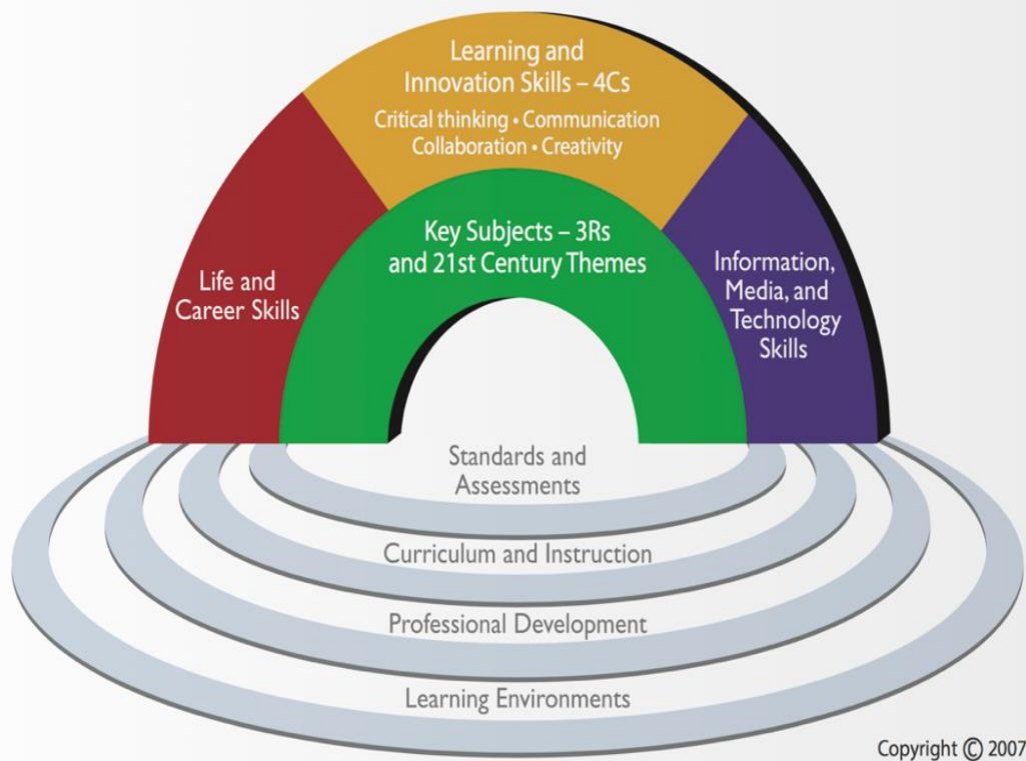 Learning and
Innovation Skills – 4Cs
Critical thinking • Communication
Collaboration • Creativity
Key Subjects – 3Rs
and 21st Century Themes
Life and
Career Skills
Information,
Media, and
Technology
Skills
Standards and
Assessments
Curriculum and Instruction
Professional Development
Learning Environments
Copyright © 2007